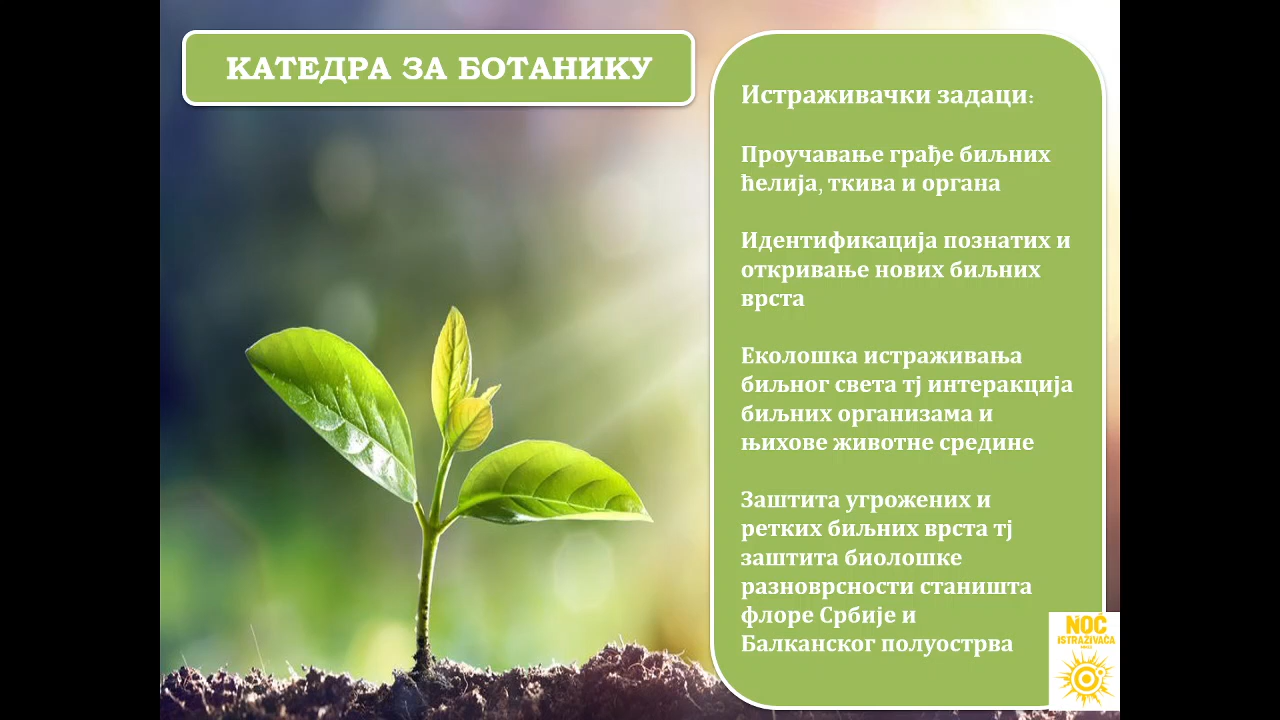 КАТЕДРА ЗА БОТАНИКУ
Истраживачки задаци:
Проучавање грађе биљних
ћелија, ткива и органа
Идентификација познатих и
откривање нових биљних
врста
Еколошка истраживања
биљног света тј интеракција
биљних организама и
њихове животне средине
Заштита угрожених и
ретких биљних врста тј
заштита биолошке
разноврсности станишта
флоре Србије и
Балканског полуострва
NOĆ
ISTRAŽIVAČA